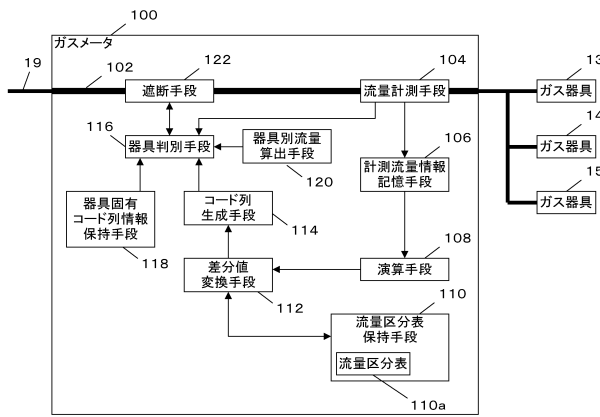 100
ガスメータ
19
102
122
104
13
遮断手段
流量計測手段
ガス器具
116
106
14
器具判別手段
器具別流量
算出手段
計測流量情報
記憶手段
ガス器具
120
15
器具固有
コード列情報
保持手段
コード列
生成手段
114
ガス器具
118
108
差分値
変換手段
演算手段
112
110
流量区分表
保持手段
流量区分表
110a